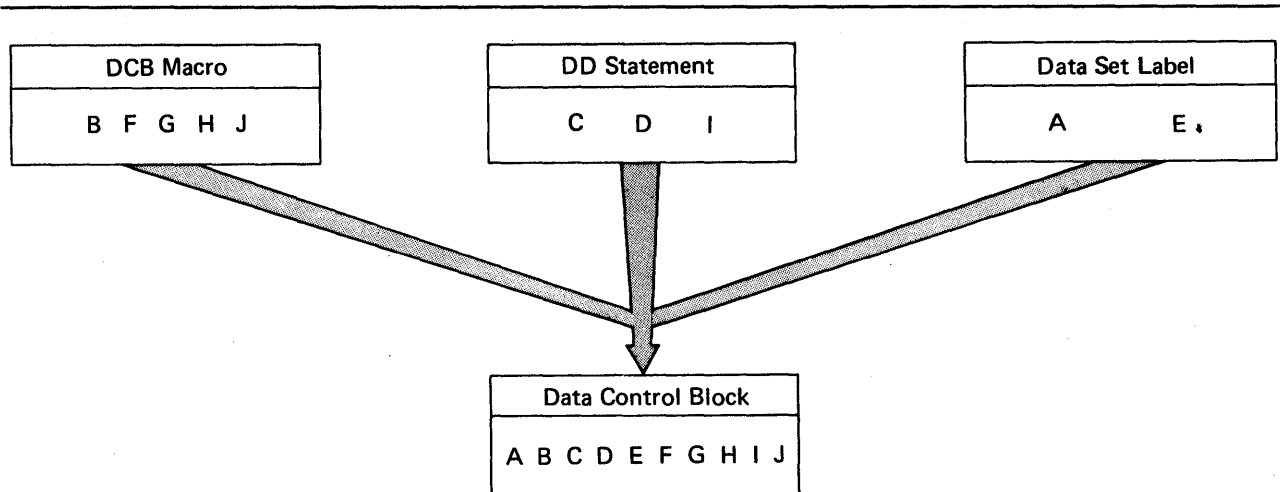 DCB Macro
B F G H J
DD Statement
C D I
Data Set Label
A E
Data Control Block
A B C D E F G H I J